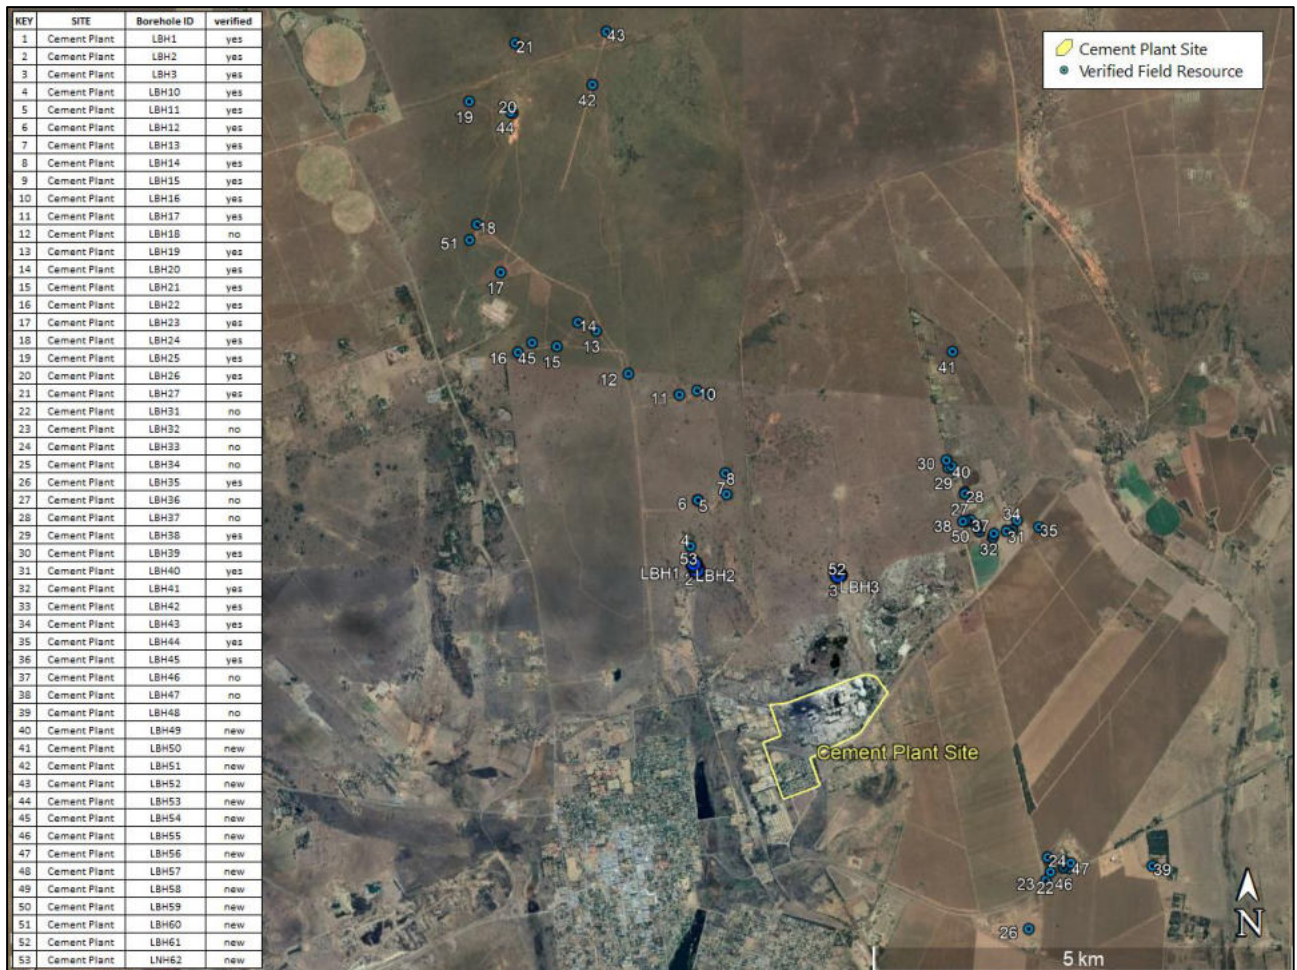 KEY SITE Borehole ID verified
1 Cement Plant LBH1 yes
2 Cement Plant LBH2 yes
3 Cement Plant LBH3 yes
4 Cement Plant LBH10 yes
5 Cement Plant LBH11 yes
6 Cement Plant LBH12 yes
7 Cement Plant LBH13 yes
8 Cement Plant LBH14 yes
9 Cement Plant LBH15 yes
10 Cement Plant LBH16 yes
11 Cement Plant LBH17 yes
12 Cement Plant LBH18 no
13 Cement Plant LBH19 yes
14 Cement Plant LBH20 yes
15 Cement Plant LBH21 yes
16 Cement Plant LBH22 yes
17 Cement Plant LBH23 yes
18 Cement Plant LBH24 yes
19 Cement Plant LBH25 yes
20 Cement Plant LBH26 yes
21 Cement Plant LBH27 yes
22 Cement Plant LBH31 no
23 Cement Plant LBH32 no
24 Cement Plant LBH33 no
25 Cement Plant LBH34 no
26 Cement Plant LBH35 yes
27 Cement Plant LBH36 no
28 Cement Plant LBH37 no
29 Cement Plant LBH38 yes
30 Cement Plant LBH39 yes
31 Cement Plant LBH40 yes
32 Cement Plant LBH41 yes
33 Cement Plant LBH42 yes
34 Cement Plant LBH43 yes
35 Cement Plant LBH44 yes
36 Cement Plant LBH45 yes
37 Cement Plant LBH46 no
38 Cement Plant LBH47 no
39 Cement Plant LBH48 no
40 Cement Plant LBH49 new
41 Cement Plant LBH50 new
42 Cement Plant LBH51 new
43 Cement Plant LBH52 new
44 Cement Plant LBH53 new
45 Cement Plant LBH54 new
46 Cement Plant LBH55 new
47 Cement Plant LBH56 new
48 Cement Plant LBH57 new
49 Cement Plant LBH58 new
50 Cement Plant LBH59 new
51 Cement Plant LBH60 new
52 Cement Plant LBH61 new
53 Cement Plant LNH62 new
Cement Plant Site
Verified Field Resource
43
21
42
20
19
44
18
51
17
14
13
16
45
15
41
12
11
10
30
40
8
29
7
6
5
28
27
34
38
37
35
50
31
32
4
53
52
LBH1
2
LBH2
3
LBH3
Cement Plant Site
24
47
39
23
22
46
26
N
5 km